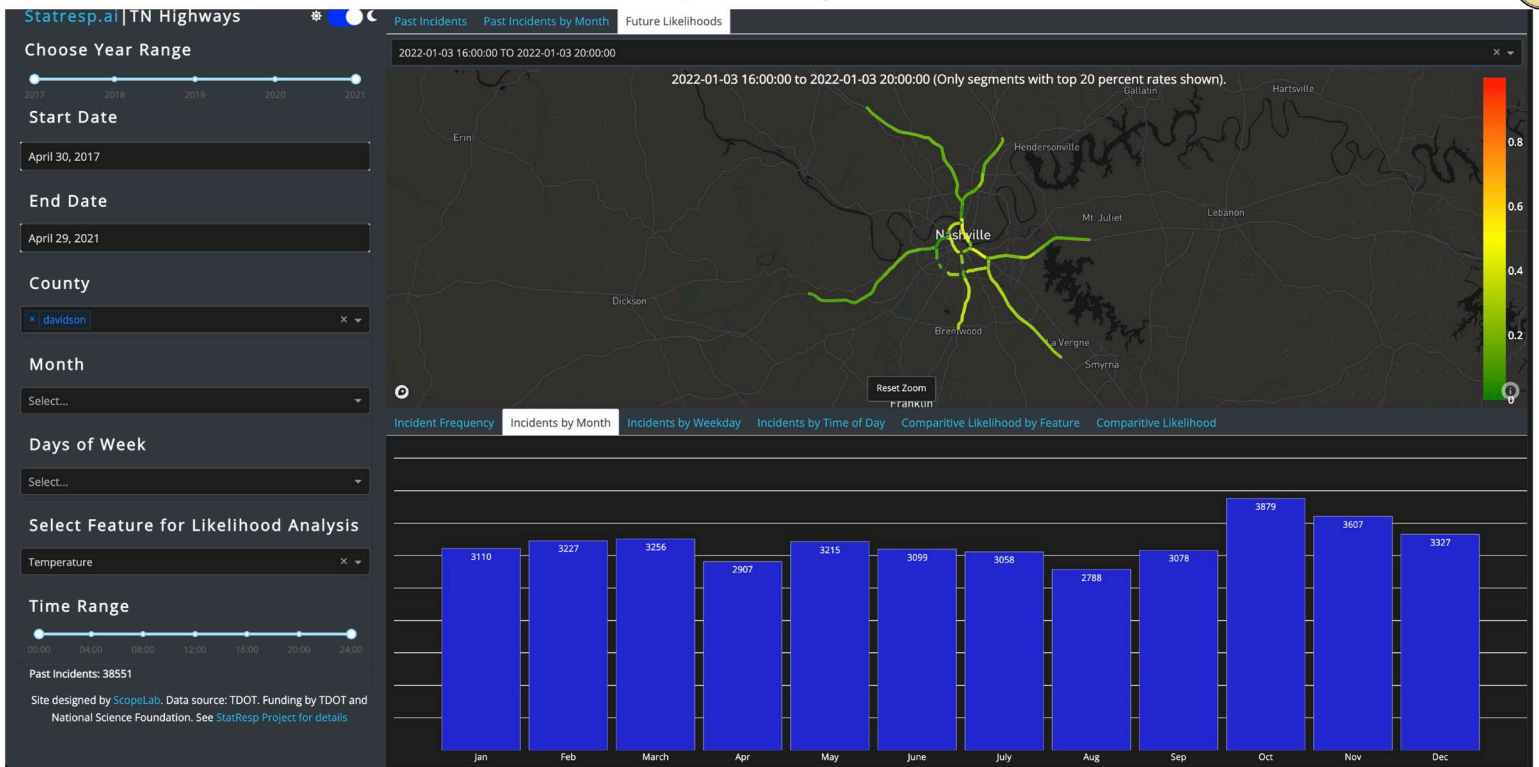 Statresp.ai|TN Highways
Choose Year Range
2017 2018 2019 2020 2021
Start Date
April 30, 2017
End Date
April 29, 2021
County
× davidson
Month
Select...
Days of Week
Select...
Select Feature for Likelihood Analysis
Temperature
Time Range
00:00 04:00 08:00 12:00 16:00 20:00 24:00
Past Incidents: 38551
Site designed by ScopeLab. Data source: TDOT. Funding by TDOT and
National Science Foundation. See StatResp Project for details
Past Incidents Past Incidents by Month Future Likelihoods
2022-01-03 16:00:00 TO 2022-01-03 20:00:00
2022-01-03 16:00:00 to 2022-01-03 20:00:00 (Only segments with top 20 percent rates shown).
Gallatin
Hartsville
Erin
Hendersonville
Mt. Juliet
Lebanon
Nashville
Dickson
Brentwood
La Vergne
Smyrna
Reset Zoom
Franklin
0.8
0.6
0.4
0.2
0
Incident Frequency Incidents by Month Incidents by Weekday Incidents by Time of Day Comparitive Likelihood by Feature Comparitive Likelihood
3110 3227 3256 2907 3215 3099 3058 2788 3078 3879 3607 3327
Jan Feb March Apr May June July Aug Sep Oct Nov Dec